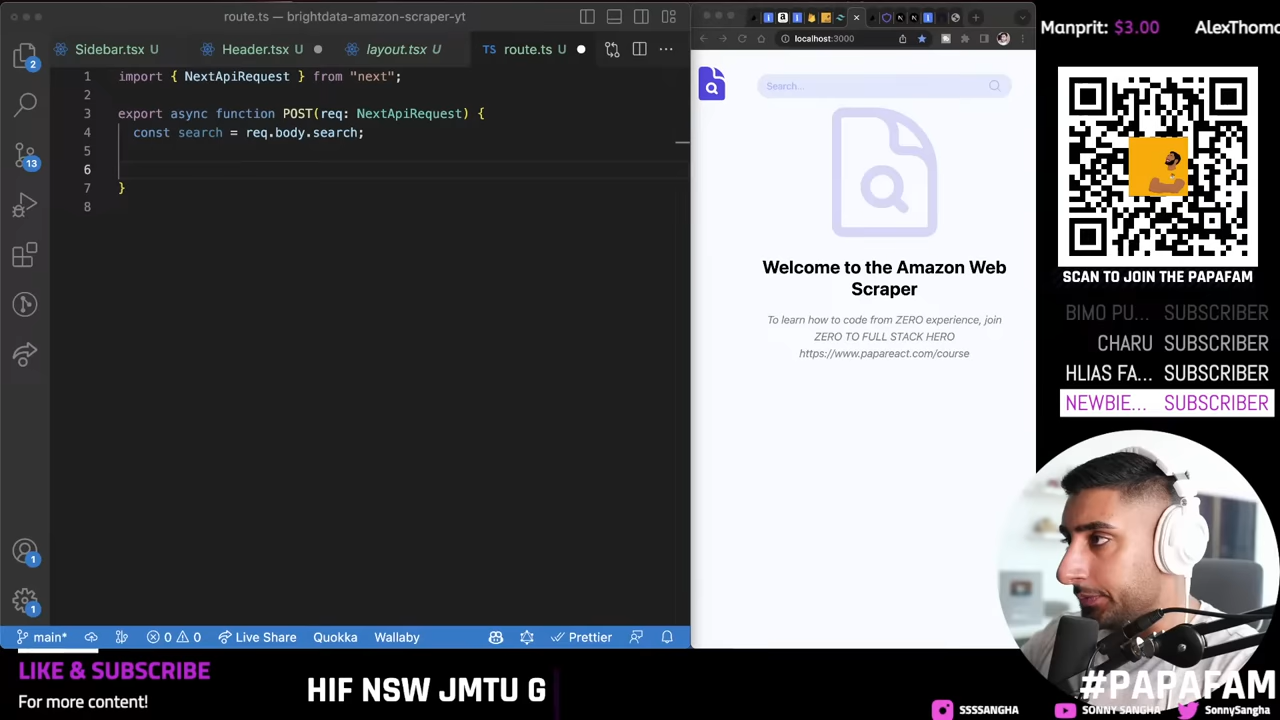 route.ts — brightdata-amazon-scraper-yt
Sidebar.tsx U
Header.tsx U
layout.tsx U
TS route.ts U
1 import { NextApiRequest } from "next";
2
3 export async function POST(req: NextApiRequest) {
4 const search = req.body.search;
5
6
7 }
8
2
13
1
1
main*
0 0
Live Share
Quokka
Wallaby
Prettier
localhost:3000
Search...
Welcome to the Amazon Web
Scraper
To learn how to code from ZERO experience, join
ZERO TO FULL STACK HERO
https://www.papareact.com/course
Manprit: $3.00
AlexThomo
SCAN TO JOIN THE PAPAFAM
BIMO PU... SUBSCRIBER
CHARU SUBSCRIBER
HLIAS FA... SUBSCRIBER
NEWBIE... SUBSCRIBER
LIKE & SUBSCRIBE
For more content!
HIF NSW JMTU G
#PAPAFAM
SSSSANGHA
SONNY SANGHA
SonnySangha